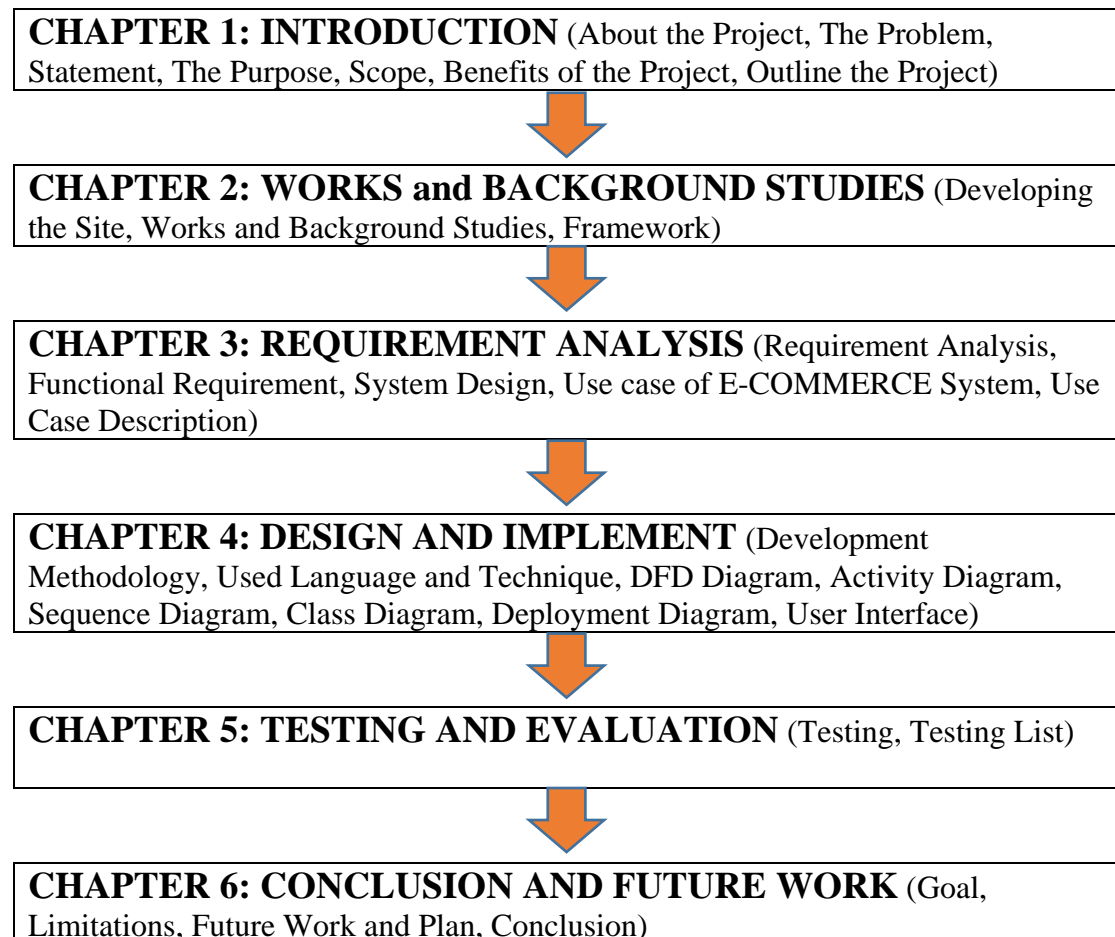 CHAPTER 1: INTRODUCTION (About the Project, The Problem,
Statement, The Purpose, Scope, Benefits of the Project, Outline the Project)
CHAPTER 2: WORKS and BACKGROUND STUDIES (Developing
the Site, Works and Background Studies, Framework)
CHAPTER 3: REQUIREMENT ANALYSIS (Requirement Analysis,
Functional Requirement, System Design, Use case of E-COMMERCE System, Use
Case Description)
CHAPTER 4: DESIGN AND IMPLEMENT (Development
Methodology, Used Language and Technique, DFD Diagram, Activity Diagram,
Sequence Diagram, Class Diagram, Deployment Diagram, User Interface)
CHAPTER 5: TESTING AND EVALUATION (Testing, Testing List)
CHAPTER 6: CONCLUSION AND FUTURE WORK (Goal,
Limitations, Future Work and Plan, Conclusion)